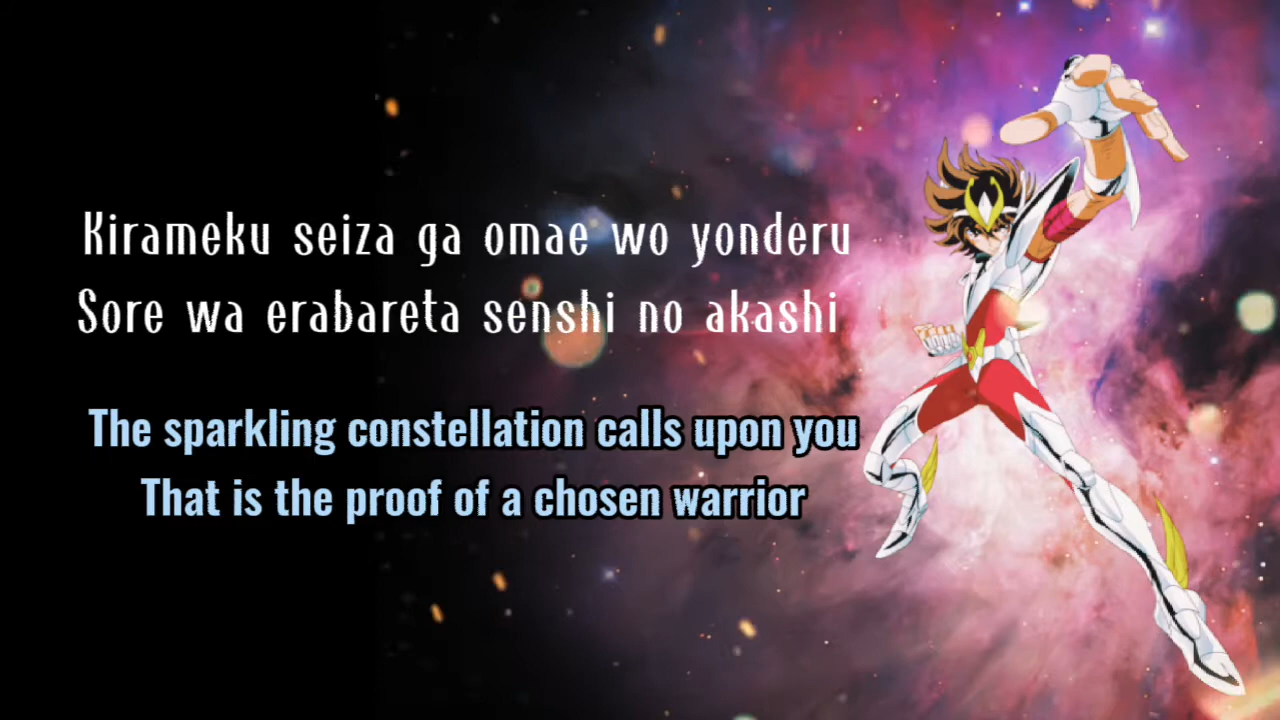 Kirameku seiza ga omae wo yonderu
Sore wa erabareta senshi no akashi
The sparkling constellation calls upon you
That is the proof of a chosen warrior